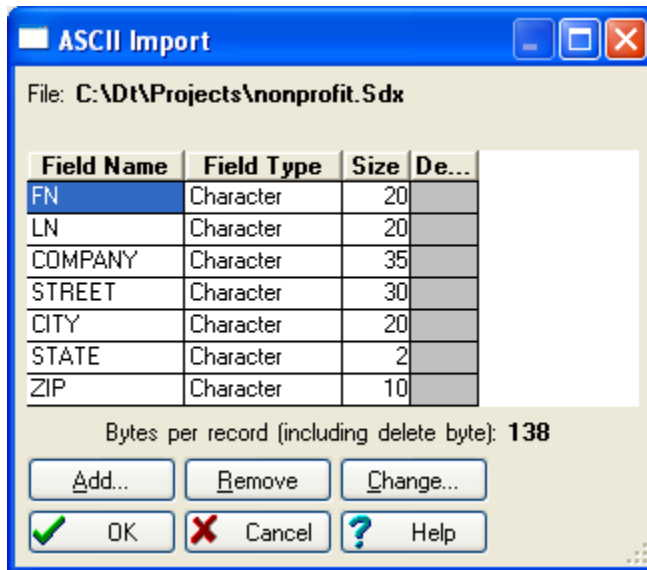 ASCII Import
File: C:\Dt\Projects\nonprofit.Sdx
Field Name Field Type Size De...
FN Character 20
LN Character 20
COMPANY Character 35
STREET Character 30
CITY Character 20
STATE Character 2
ZIP Character 10
Bytes per record (including delete byte): 138
Add... Remove Change...
OK Cancel Help